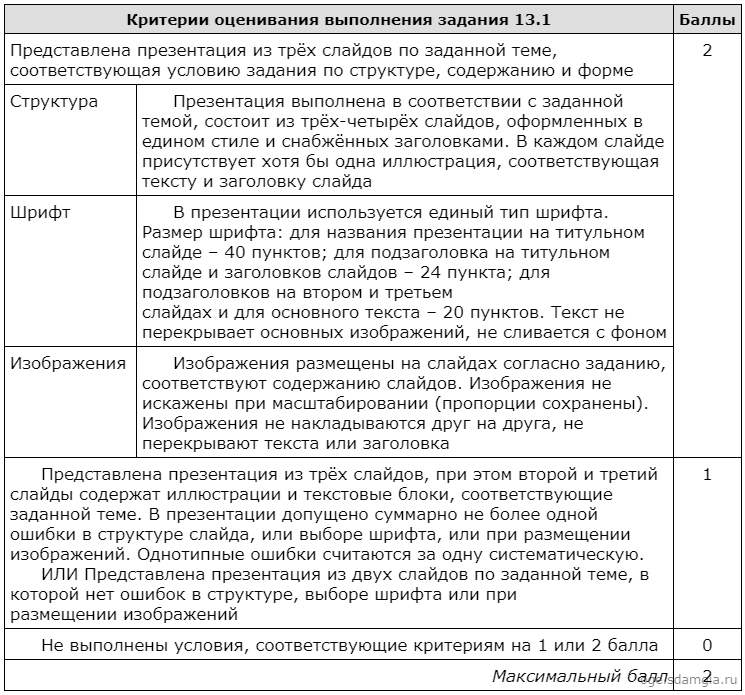 Критерии оценивания выполнения задания 13.1
Баллы
Представлена презентация из трёх слайдов по заданной теме,
соответствующая условию задания по структуре, содержанию и форме
2
Структура
Презентация выполнена в соответствии с заданной
темой, состоит из трёх-четырёх слайдов, оформленных в
едином стиле и снабжённых заголовками. В каждом слайде
присутствует хотя бы одна иллюстрация, соответствующая
тексту и заголовку слайда
Шрифт
В презентации используется единый тип шрифта.
Размер шрифта: для названия презентации на титульном
слайде – 40 пунктов; для подзаголовка на титульном
слайде и заголовков слайдов – 24 пункта; для
подзаголовков на втором и третьем
слайдах и для основного текста – 20 пунктов. Текст не
перекрывает основных изображений, не сливается с фоном
Изображения
Изображения размещены на слайдах согласно заданию,
соответствуют содержанию слайдов. Изображения не
искажены при масштабировании (пропорции сохранены).
Изображения не накладываются друг на друга, не
перекрывают текста или заголовка
Представлена презентация из трёх слайдов, при этом второй и третий
слайды содержат иллюстрации и текстовые блоки, соответствующие
заданной теме. В презентации допущено суммарно не более одной
ошибки в структуре слайда, или выборе шрифта, или при размещении
изображений. Однотипные ошибки считаются за одну систематическую.
ИЛИ Представлена презентация из двух слайдов по заданной теме, в
которой нет ошибок в структуре, выборе шрифта или при
размещении изображений
1
Не выполнены условия, соответствующие критериям на 1 или 2 балла
0
Максимальный балл
2